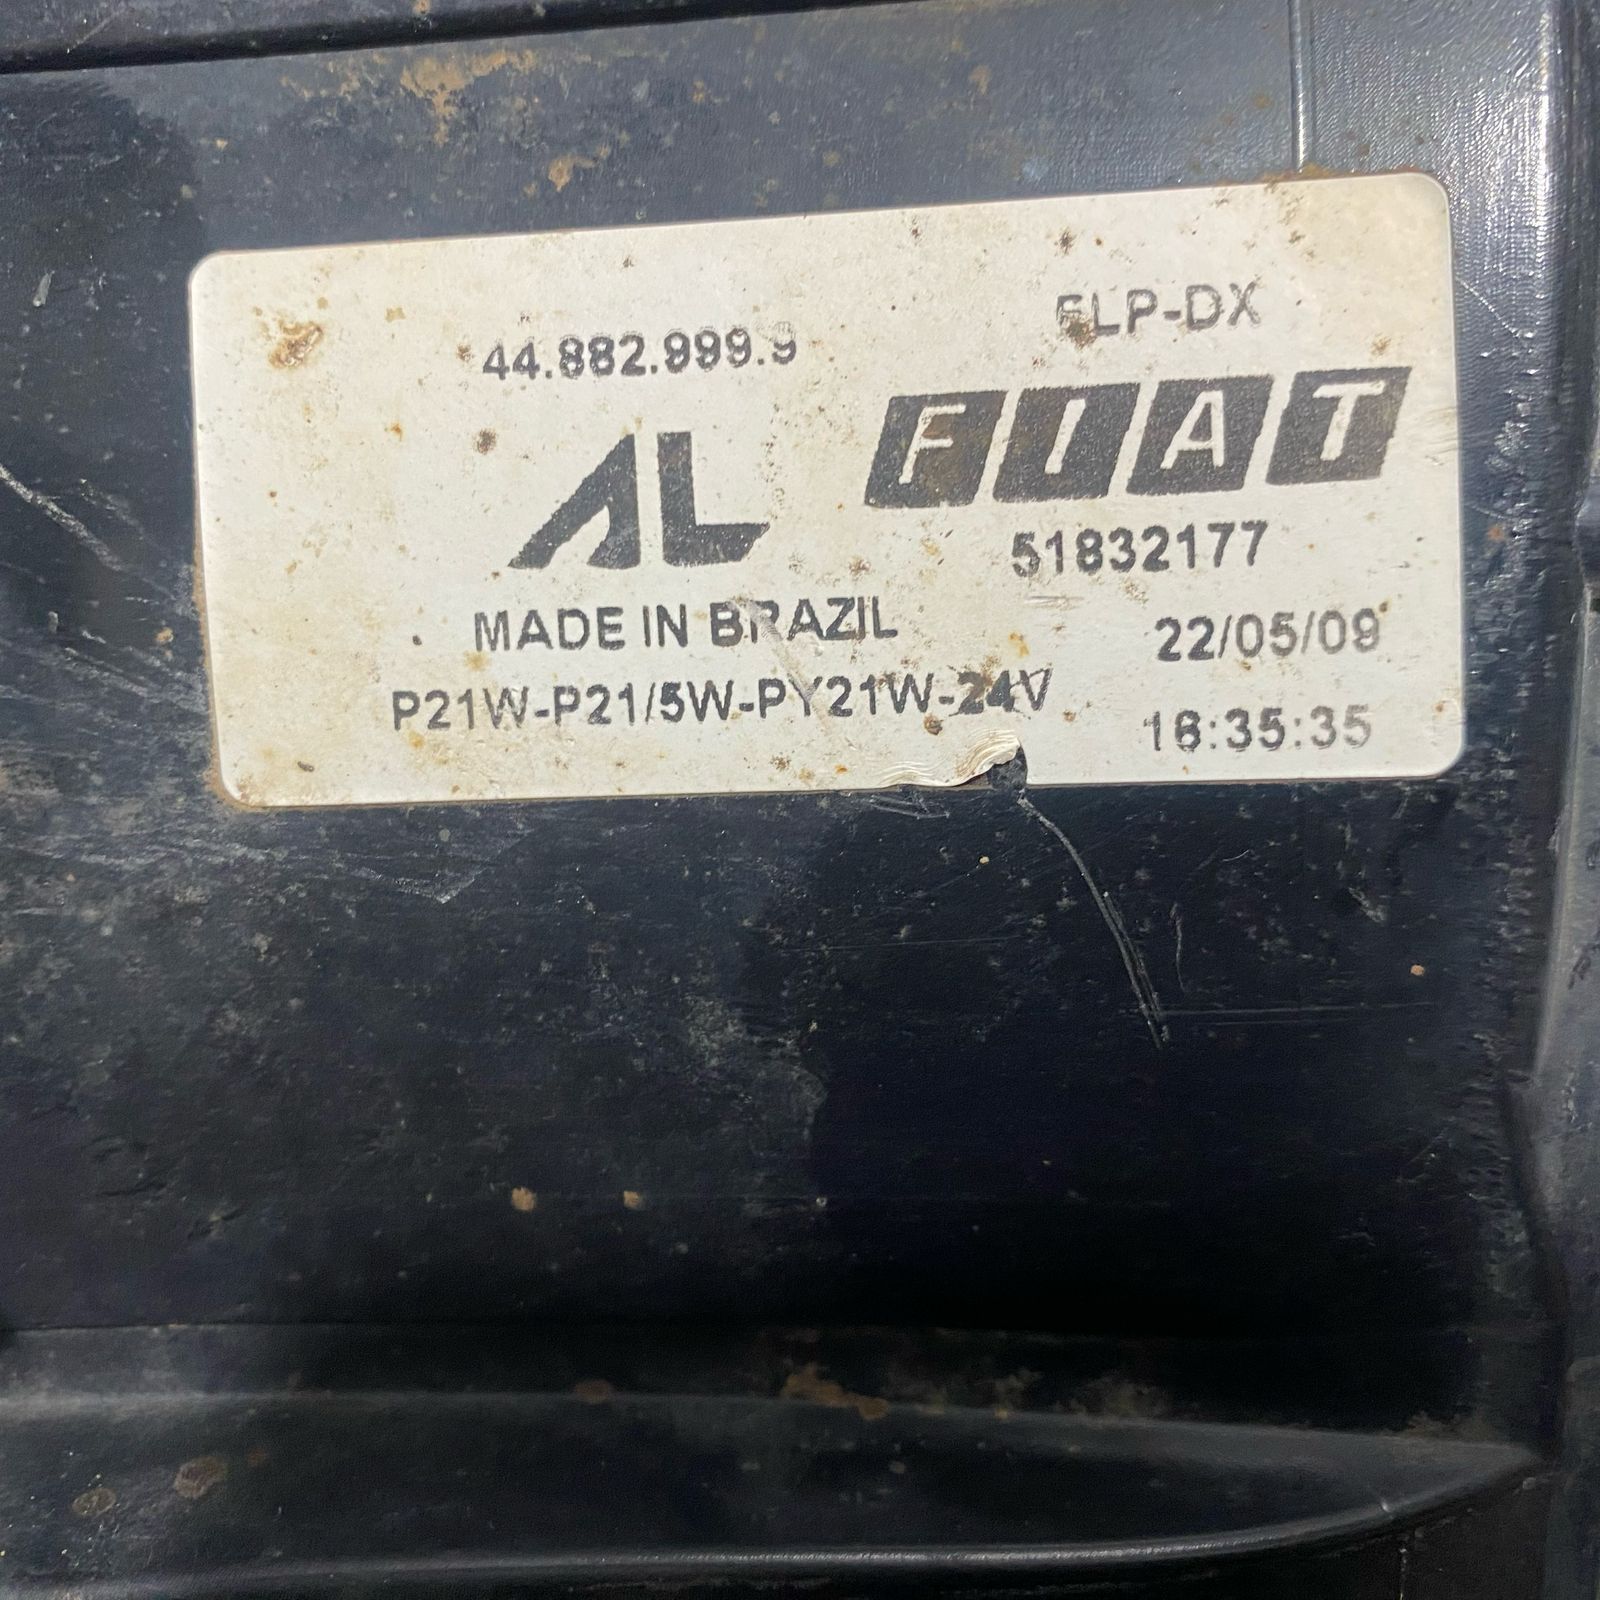 FLP-DX
44.882.999.9
FIAT
AL
51832177
MADE IN BRAZIL
22/05/09
P21W-P21/5W-PY21W-24V
16:35:35